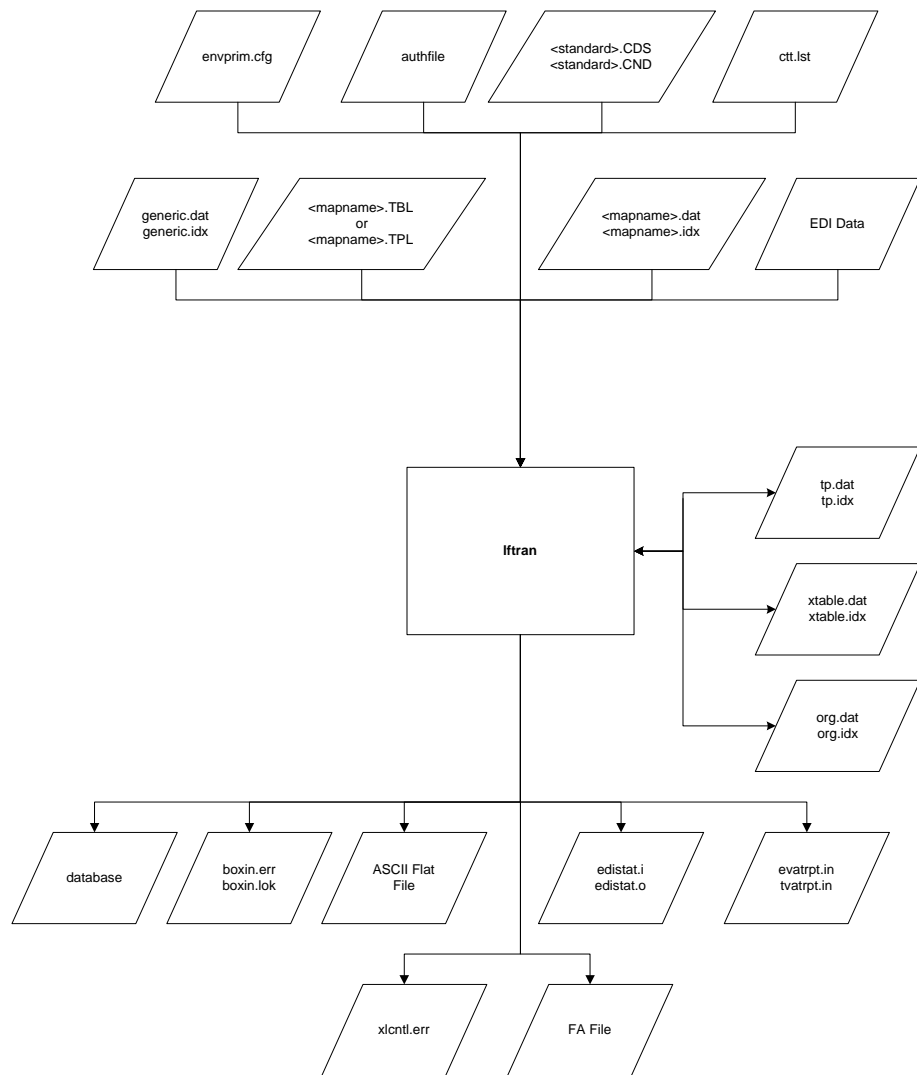 envprim.cfg
authfile
<standard>.CDS
<standard>.CND
ctt.lst
generic.dat
generic.idx
<mapname>.TBL
or
<mapname>.TPL
<mapname>.dat
<mapname>.idx
EDI Data
lftran
tp.dat
tp.idx
xtable.dat
xtable.idx
org.dat
org.idx
database
boxin.err
boxin.lok
ASCII Flat
File
edistat.i
edistat.o
evatrpt.in
tvatrpt.in
xlcntl.err
FA File